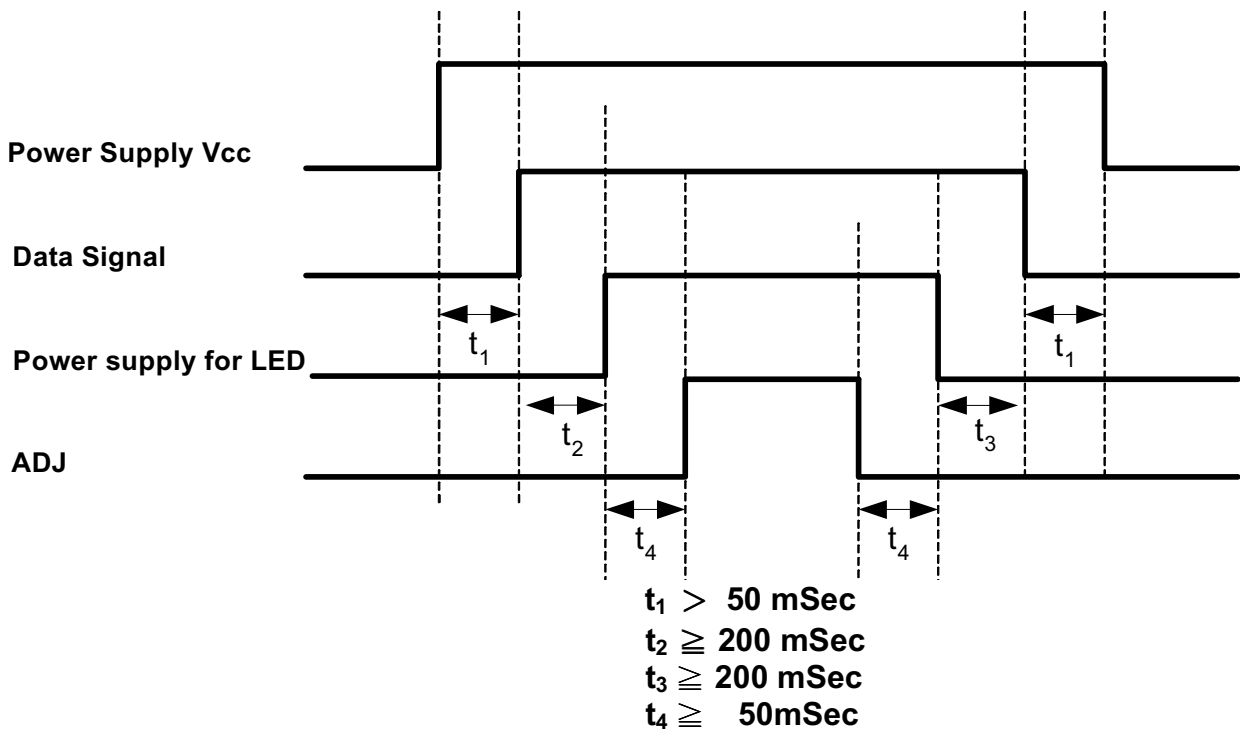 Power Supply Vcc
Data Signal
t₁ t₁
Power supply for LED
t₂ t₃
ADJ
t₄ t₄
t₁ > 50 mSec
t₂ ≧ 200 mSec
t₃ ≧ 200 mSec
t₄ ≧ 50mSec